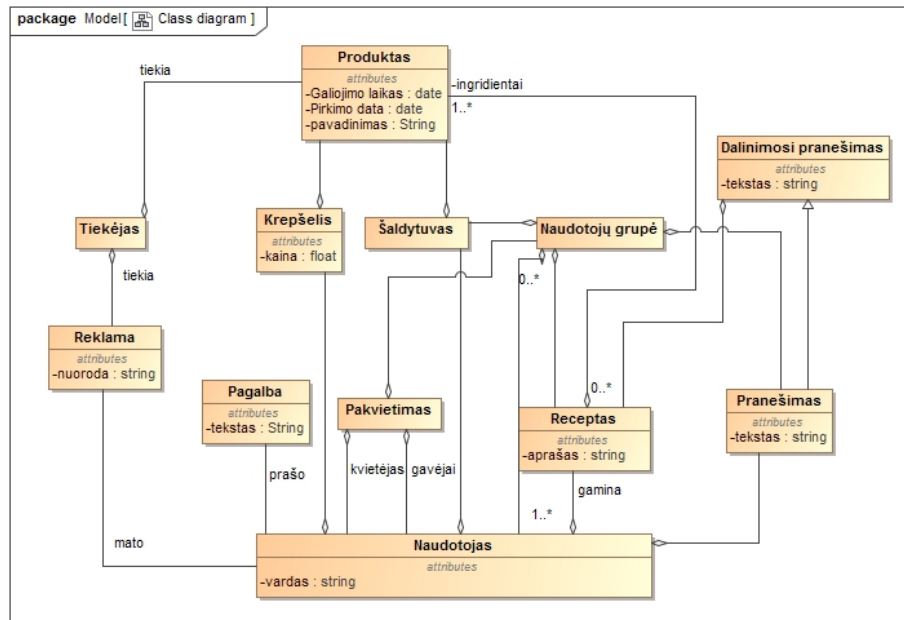 package Model [ Class diagram ]
Produktas
attributes
-Galiojimo laikas : date
-Pirkimo data : date
-pavadinimas : String
tiekia
-ingridientai
1..*
Dalinimosi pranešimas
attributes
-tekstas : string
Tiekėjas
Krepšelis
attributes
-kaina : float
Šaldytuvas
Naudotojų grupė
tiekia
0..*
Reklama
attributes
-nuoroda : string
Pagalba
attributes
-tekstas : String
Pakvietimas
0..*
Receptas
attributes
-aprašas : string
Pranešimas
attributes
-tekstas : string
prašo
kvietėjas
gavėjai
gamina
1..*
mato
Naudotojas
attributes
-vardas : string